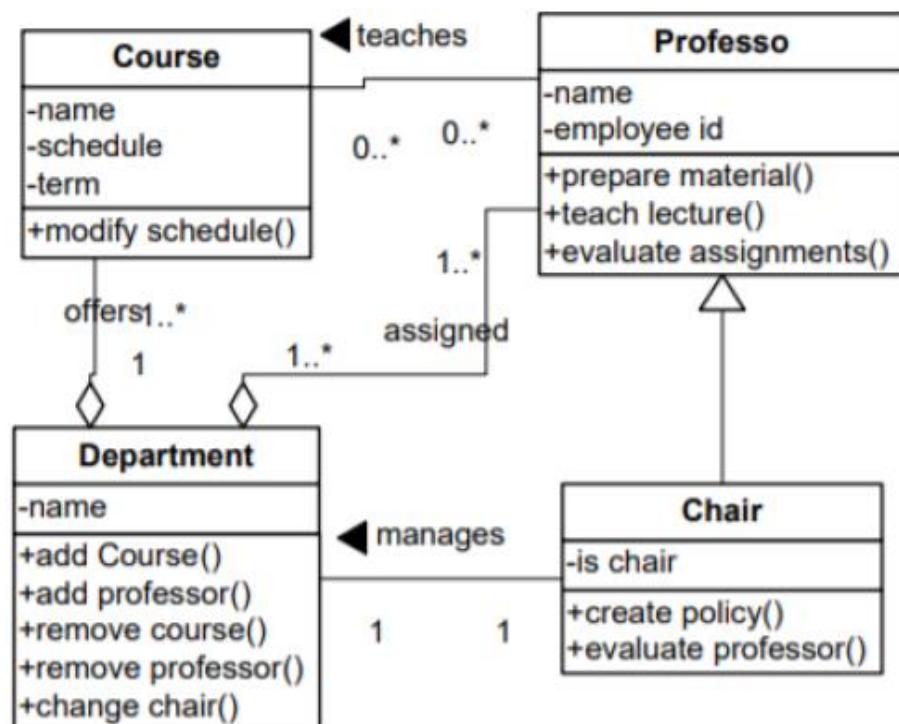 Course
-name
-schedule
-term
+modify schedule()
teaches
0..*
0..*
Professo
-name
-employee id
+prepare material()
+teach lecture()
+evaluate assignments()
offers
1..*
1
1..*
assigned
1..*
Department
-name
+add Course()
+add professor()
+remove course()
+remove professor()
+change chair()
manages
1
1
Chair
-is chair
+create policy()
+evaluate professor()